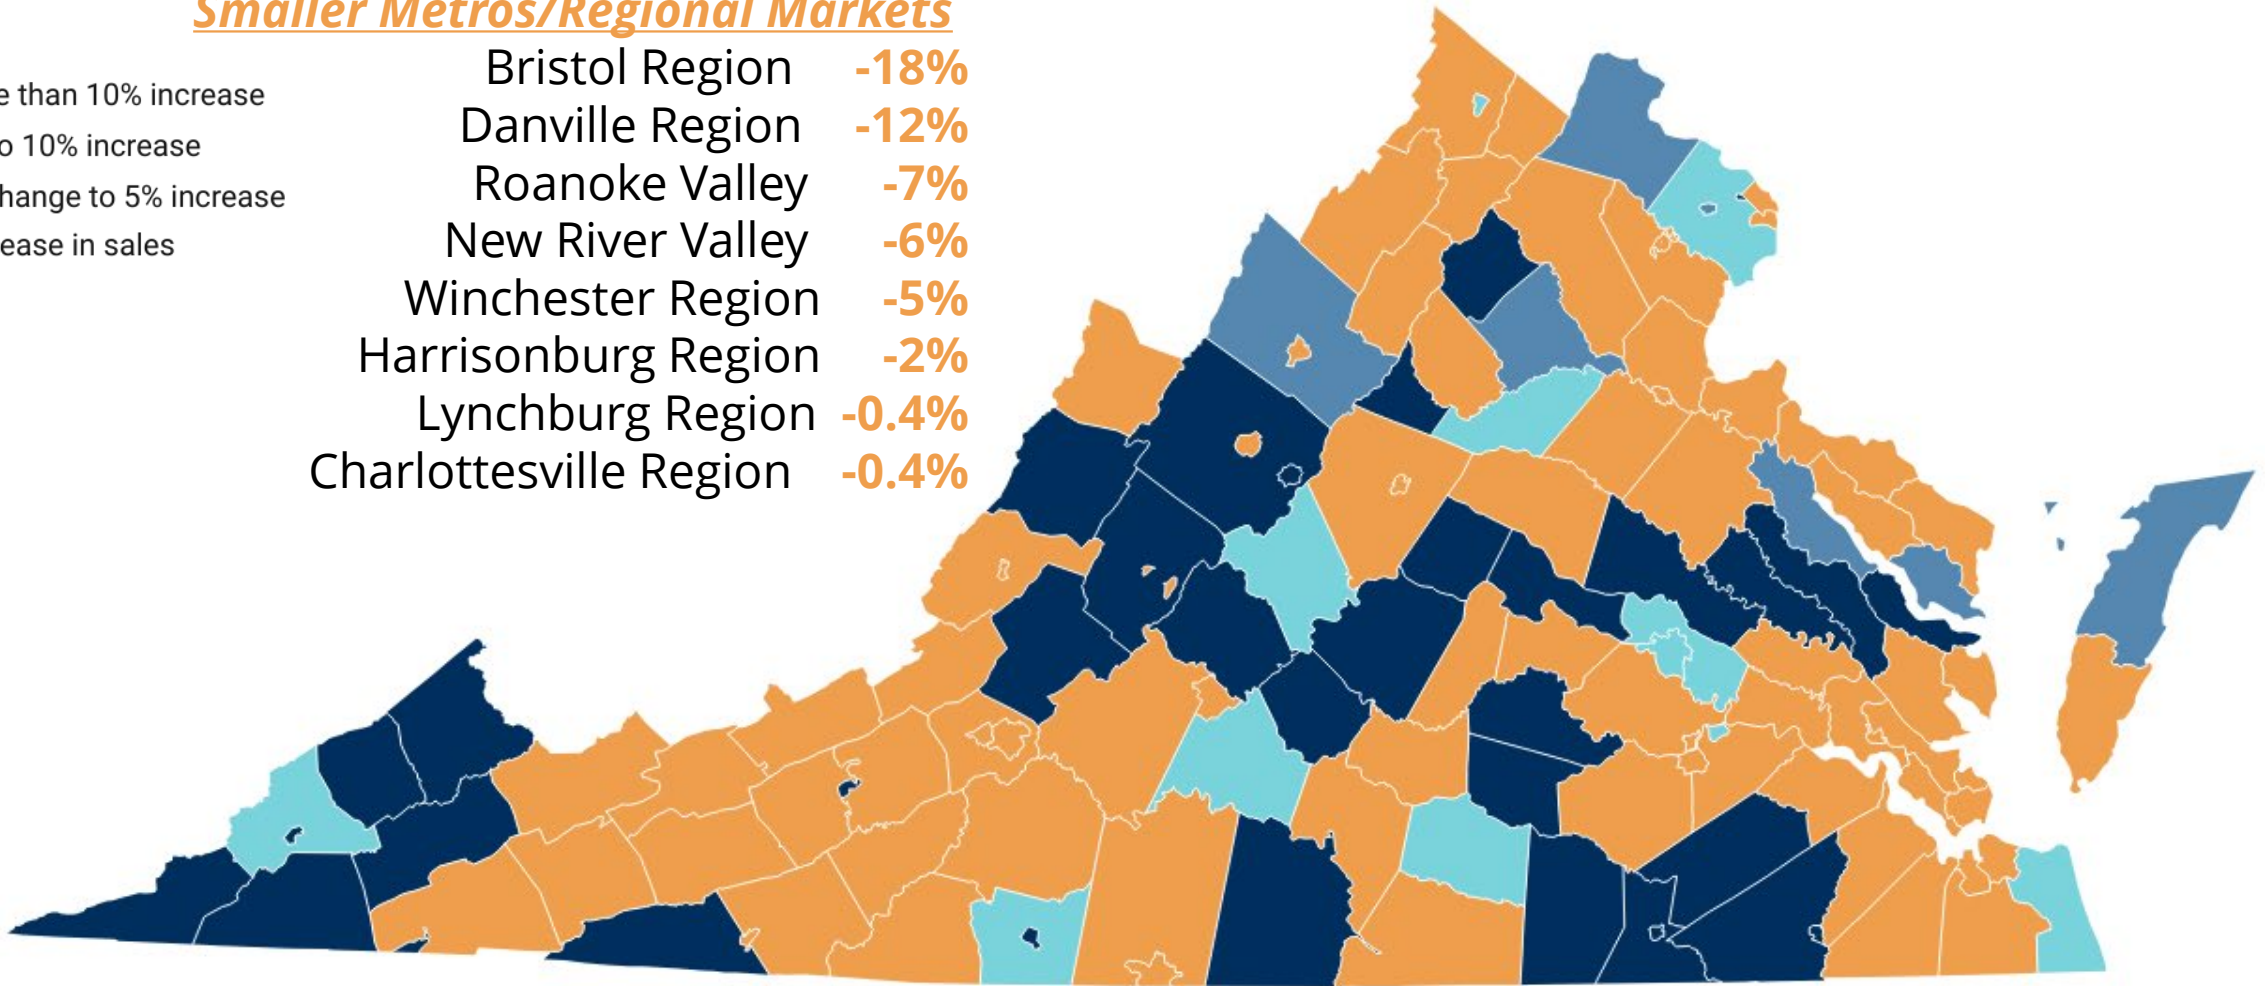 Smaller Metros/Regional Markets
Bristol Region -18%
Danville Region -12%
Roanoke Valley -7%
New River Valley -6%
Winchester Region -5%
Harrisonburg Region -2%
Lynchburg Region -0.4%
Charlottesville Region -0.4%
than 10% increase
10% increase
to 5% increase
in sales